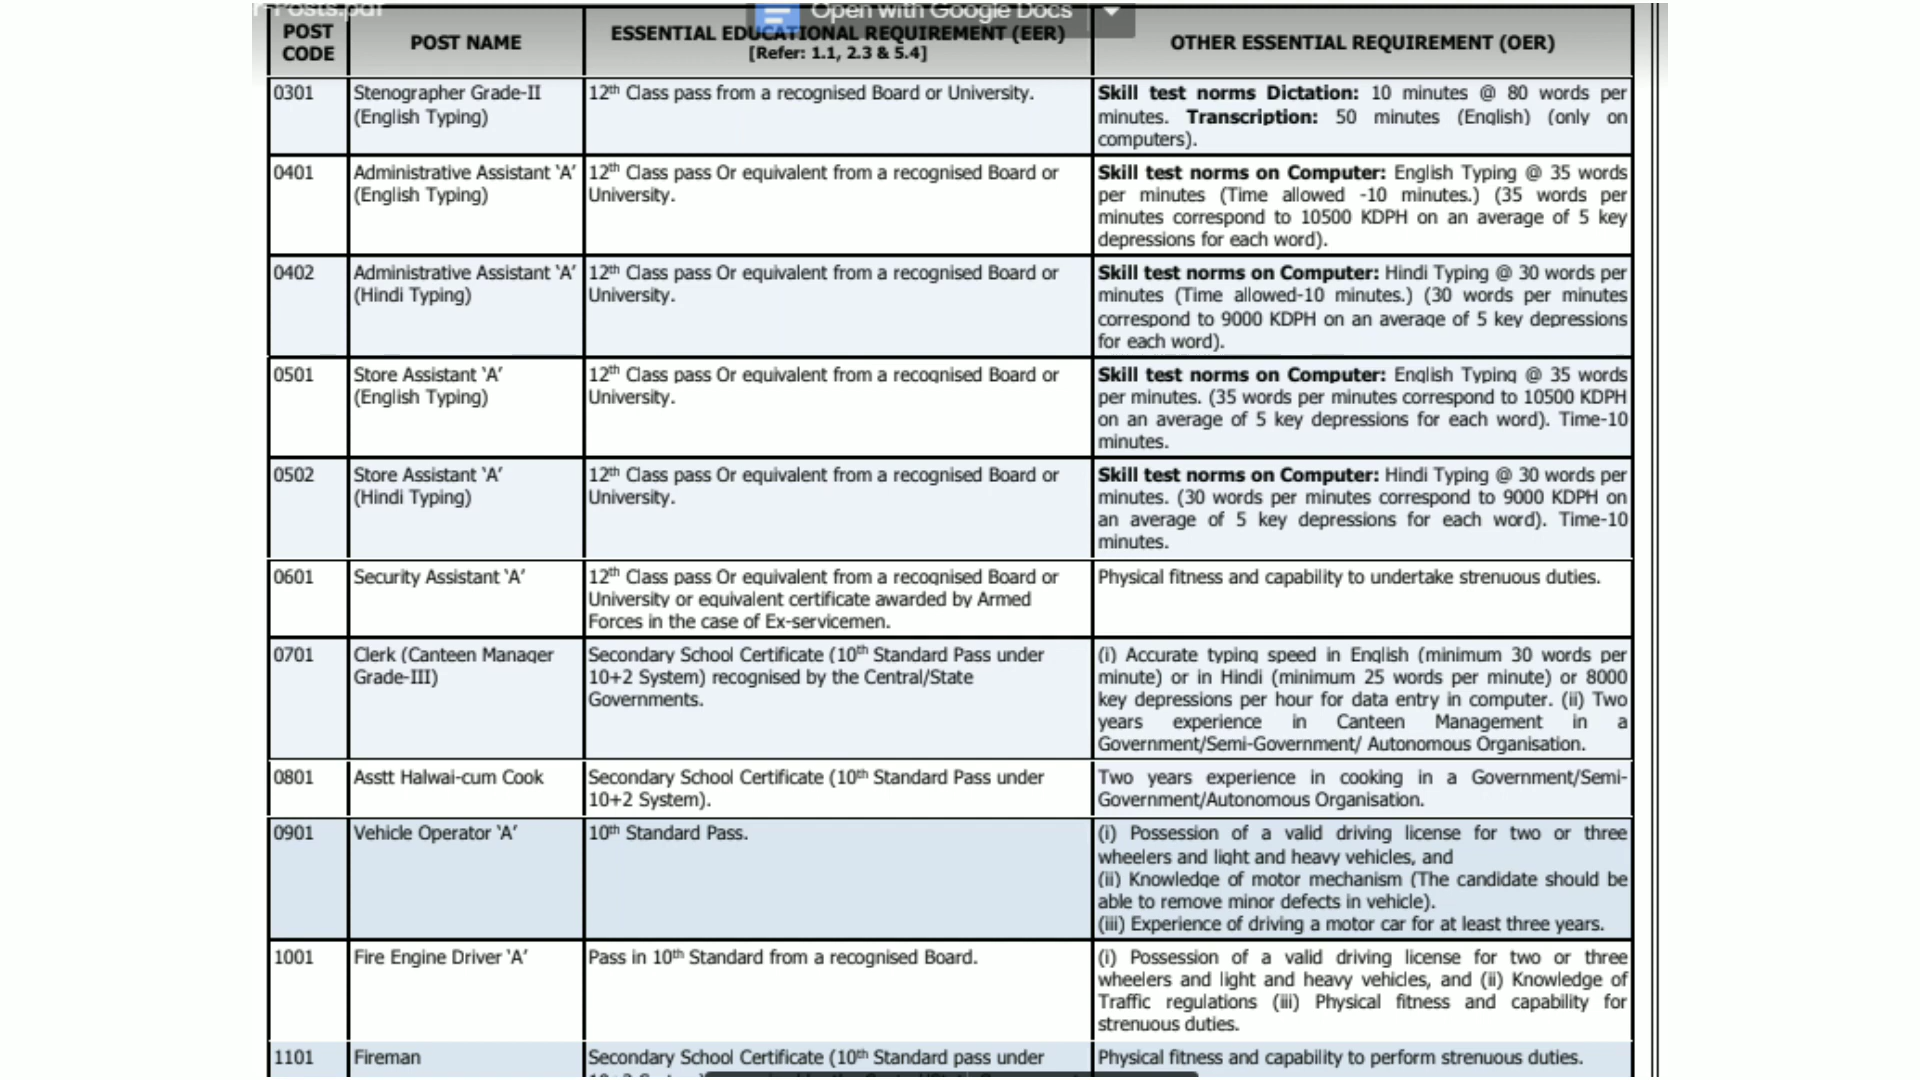 r-Posts.pdf
Open with Google Docs
POST
CODE
POST NAME
ESSENTIAL EDUCATIONAL REQUIREMENT (EER)
[Refer: 1.1, 2.3 & 5.4]
OTHER ESSENTIAL REQUIREMENT (OER)
0301
Stenographer Grade-II
(English Typing)
12th Class pass from a recognised Board or University.
Skill test norms Dictation: 10 minutes @ 80 words per
minutes. Transcription: 50 minutes (English) (only on
computers).
0401
Administrative Assistant ‘A’
(English Typing)
12th Class pass Or equivalent from a recognised Board or
University.
Skill test norms on Computer: English Typing @ 35 words
per minutes (Time allowed -10 minutes.) (35 words per
minutes correspond to 10500 KDPH on an average of 5 key
depressions for each word).
0402
Administrative Assistant ‘A’
(Hindi Typing)
12th Class pass Or equivalent from a recognised Board or
University.
Skill test norms on Computer: Hindi Typing @ 30 words per
minutes (Time allowed-10 minutes.) (30 words per minutes
correspond to 9000 KDPH on an average of 5 key depressions
for each word).
0501
Store Assistant ‘A’
(English Typing)
12th Class pass Or equivalent from a recognised Board or
University.
Skill test norms on Computer: English Typing @ 35 words
per minutes. (35 words per minutes correspond to 10500 KDPH
on an average of 5 key depressions for each word). Time-10
minutes.
0502
Store Assistant ‘A’
(Hindi Typing)
12th Class pass Or equivalent from a recognised Board or
University.
Skill test norms on Computer: Hindi Typing @ 30 words per
minutes. (30 words per minutes correspond to 9000 KDPH on
an average of 5 key depressions for each word). Time-10
minutes.
0601
Security Assistant ‘A’
12th Class pass Or equivalent from a recognised Board or
University or equivalent certificate awarded by Armed
Forces in the case of Ex-servicemen.
Physical fitness and capability to undertake strenuous duties.
0701
Clerk (Canteen Manager
Grade-III)
Secondary School Certificate (10th Standard Pass under
10+2 System) recognised by the Central/State
Governments.
(i) Accurate typing speed in English (minimum 30 words per
minute) or in Hindi (minimum 25 words per minute) or 8000
key depressions per hour for data entry in computer. (ii) Two
years experience in Canteen Management in a
Government/Semi-Government/ Autonomous Organisation.
0801
Asstt Halwai-cum Cook
Secondary School Certificate (10th Standard Pass under
10+2 System).
Two years experience in cooking in a Government/Semi-
Government/Autonomous Organisation.
0901
Vehicle Operator ‘A’
10th Standard Pass.
(i) Possession of a valid driving license for two or three
wheelers and light and heavy vehicles, and
(ii) Knowledge of motor mechanism (The candidate should be
able to remove minor defects in vehicle).
(iii) Experience of driving a motor car for at least three years.
1001
Fire Engine Driver ‘A’
Pass in 10th Standard from a recognised Board.
(i) Possession of a valid driving license for two or three
wheelers and light and heavy vehicles, and (ii) Knowledge of
Traffic regulations (iii) Physical fitness and capability for
strenuous duties.
1101
Fireman
Secondary School Certificate (10th Standard pass under
Physical fitness and capability to perform strenuous duties.